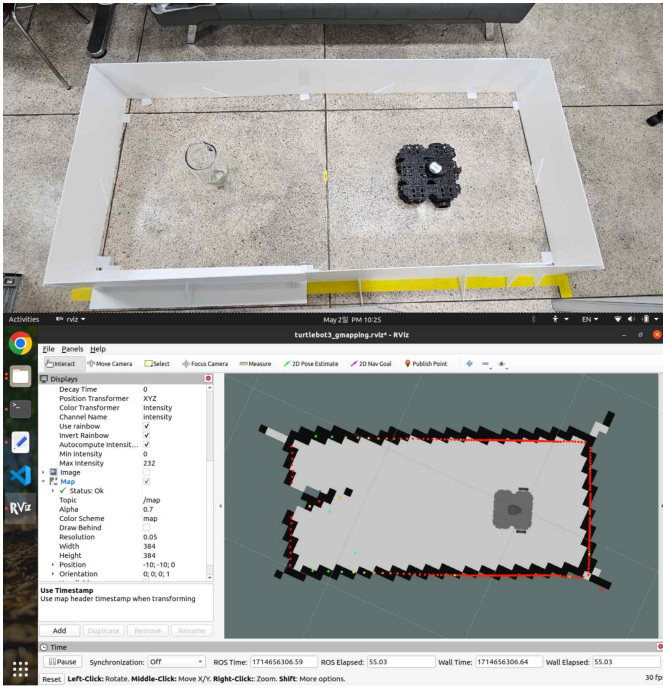 Activities rviz May 2일 PM 10:25 EN
turtlebot3_gmapping.rviz* - RViz
File Panels Help
Interact Move Camera Select Focus Camera Measure 2D Pose Estimate 2D Nav Goal Publish Point
Displays
Decay Time 0
Position Transformer XYZ
Color Transformer Intensity
Channel Name intensity
Use rainbow
Invert Rainbow
Autocompute Intensit...
Min Intensity 0
Max Intensity 232
Image
Map
Status: Ok
Topic /map
Alpha 0.7
Color Scheme map
Draw Behind
Resolution 0.05
Width 384
Height 384
Position -10; -10; 0
Orientation 0; 0; 0; 1
Use Timestamp
Use map header timestamp when transforming
Add Duplicate Remove Rename
Time
Pause Synchronization: Off ROS Time: 1714656306.59 ROS Elapsed: 55.03 Wall Time: 1714656306.64 Wall Elapsed: 55.03
Reset Left-Click: Rotate. Middle-Click: Move X/Y. Right-Click:: Zoom. Shift: More options. 30 fp
RViz